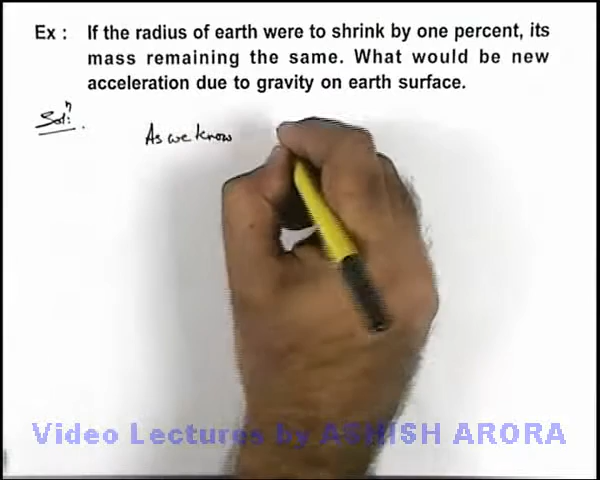 Ex : If the radius of earth were to shrink by one percent, its
mass remaining the same. What would be new
acceleration due to gravity on earth surface.
Solⁿ: .
As we know
Video Lectures by ASHISH ARORA